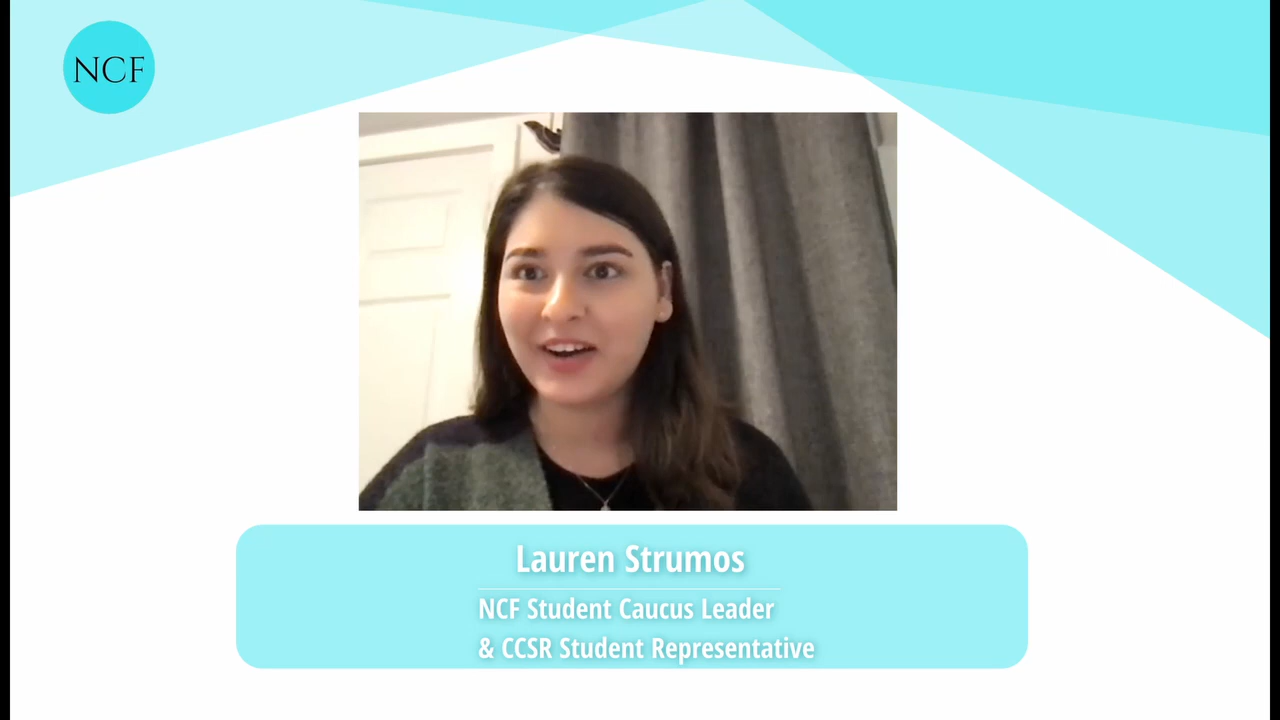 NCF
Lauren Strumos
NCF Student Caucus Leader
& CCSR Student Representative